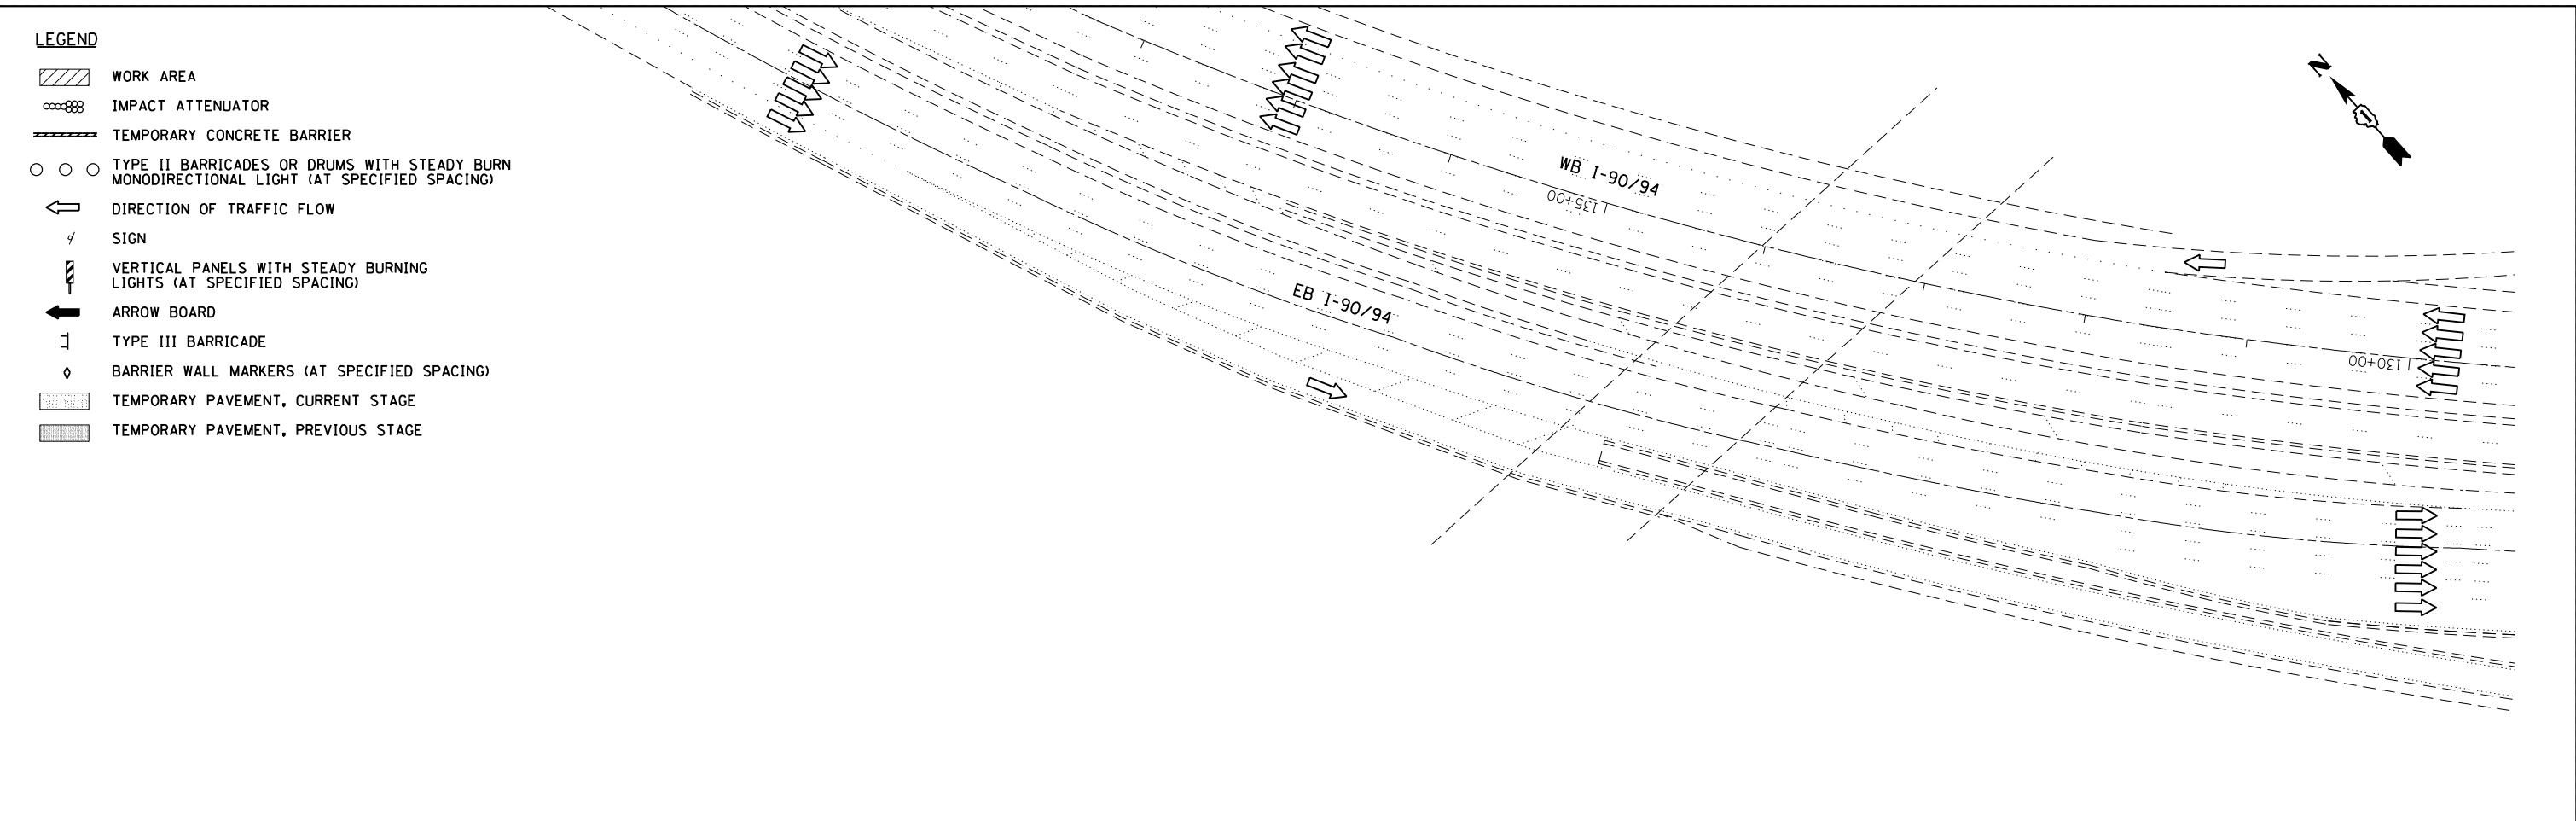 LEGEND
WORK AREA
IMPACT ATTENUATOR
TEMPORARY CONCRETE BARRIER
TYPE II BARRICADES OR DRUMS WITH STEADY BURN
MONODIRECTIONAL LIGHT (AT SPECIFIED SPACING)
DIRECTION OF TRAFFIC FLOW
SIGN
VERTICAL PANELS WITH STEADY BURNING
LIGHTS (AT SPECIFIED SPACING)
ARROW BOARD
TYPE III BARRICADE
BARRIER WALL MARKERS (AT SPECIFIED SPACING)
TEMPORARY PAVEMENT, CURRENT STAGE
TEMPORARY PAVEMENT, PREVIOUS STAGE
N
WB I-90/94
1135+00
EB I-90/94
1130+00